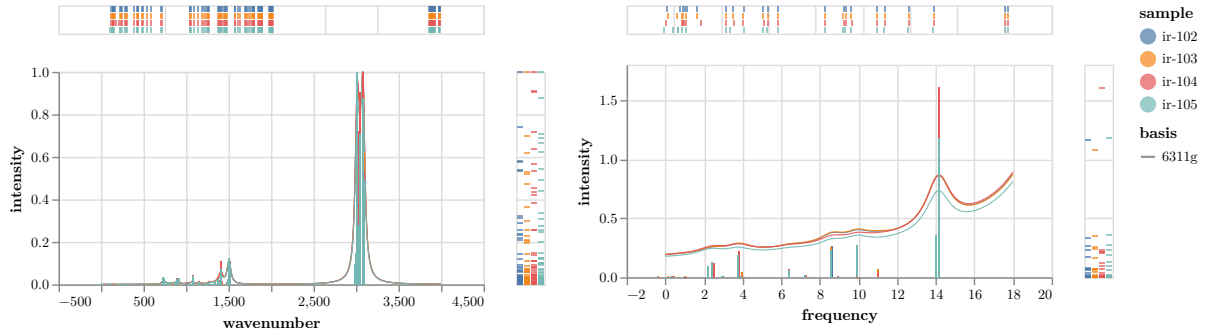 1.0
0.8
0.6
0.4
0.2
0.0
intensity
−500 500 1,500 2,500 3,500 4,500
wavenumber
1.5
1.0
0.5
0.0
intensity
−2 0 2 4 6 8 10 12 14 16 18 20
frequency
sample
ir-102
ir-103
ir-104
ir-105
basis
6311g